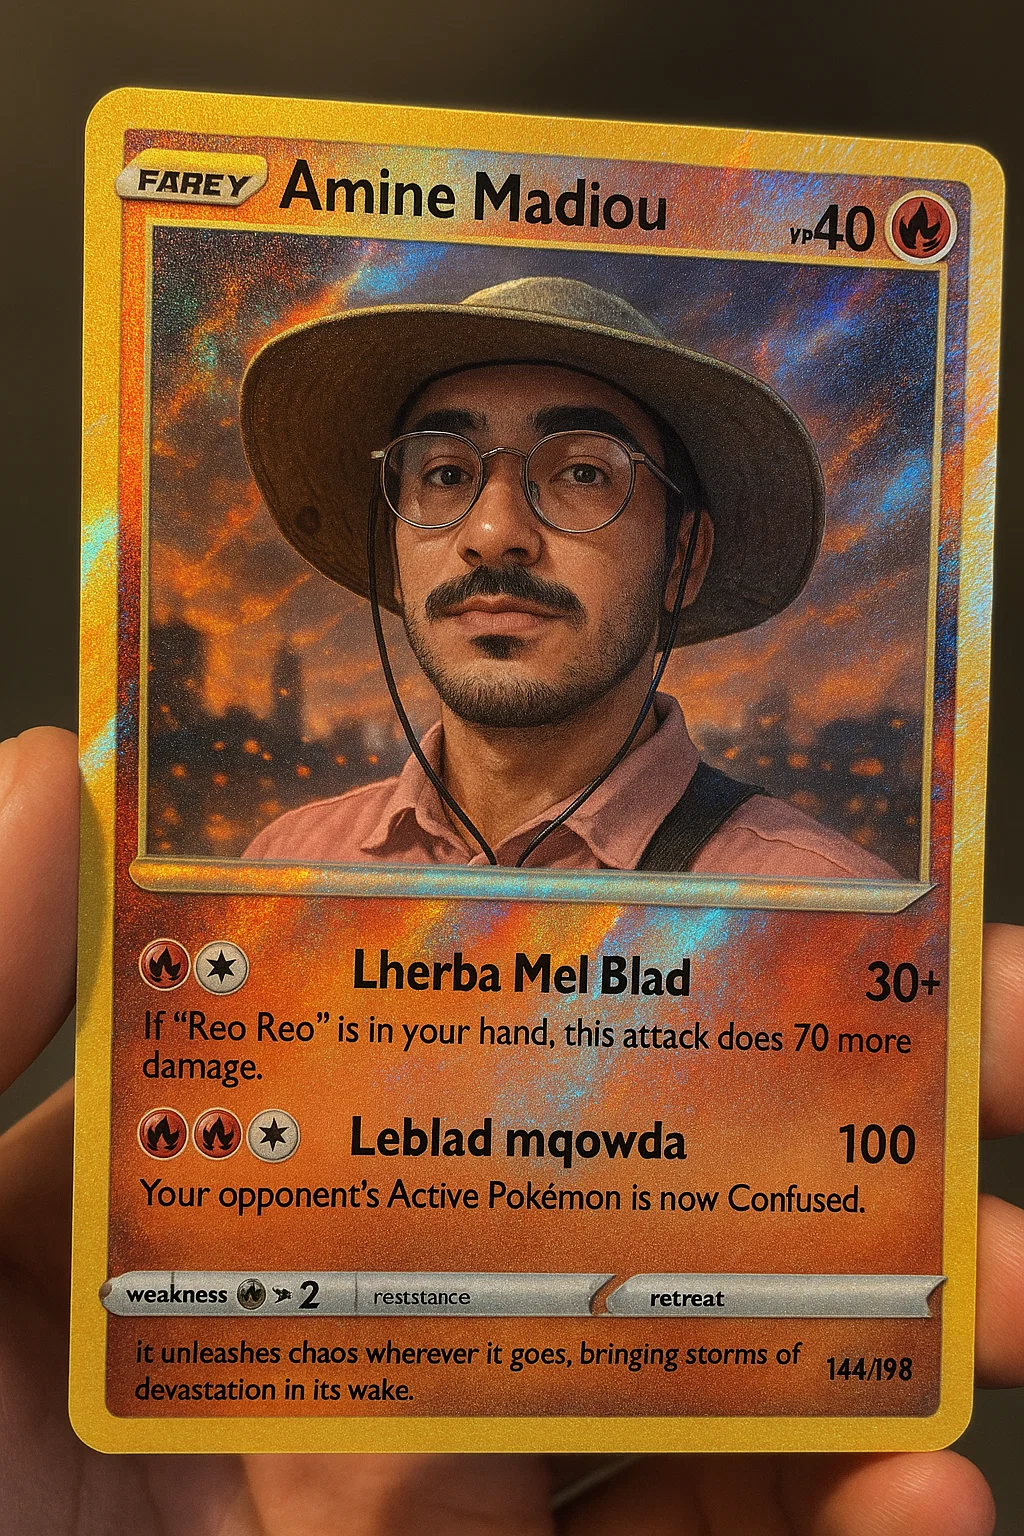 FAREY Amine Madiou VP40
Lherba Mel Blad 30+
If “Reo Reo” is in your hand, this attack does 70 more
damage.
Leblad mqowda 100
Your opponent’s Active Pokémon is now Confused.
weakness 2 reststance retreat
it unleashes chaos wherever it goes, bringing storms of
devastation in its wake.
144/198